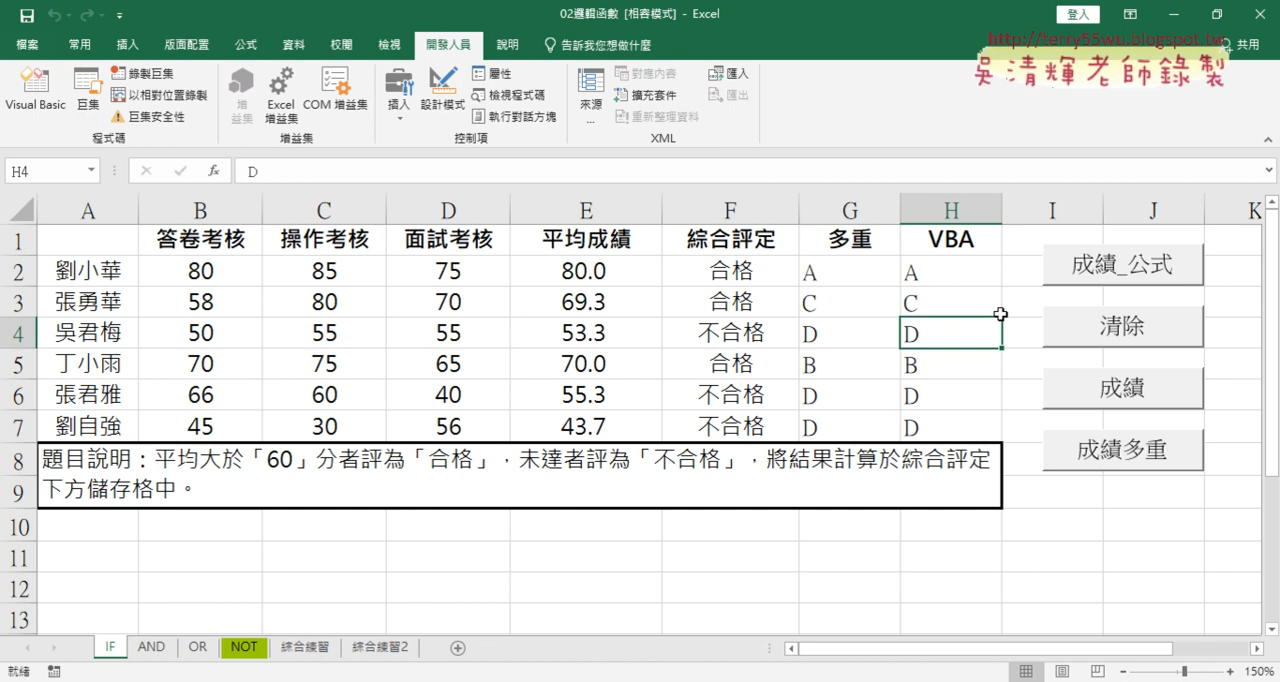 02邏輯函數 [相容模式] - Excel
登入
檔案 常用 插入 版面配置 公式 資料 校閱 檢視 開發人員 說明 告訴我您想做什麼 共用
http://terry55wu.blogspot.tw
吳清輝老師錄製
Visual Basic 巨集 錄製巨集 以相對位置錄製 巨集安全性 程式碼
增益集 Excel 增益集 COM 增益集 增益集
插入 設計模式 屬性 檢視程式碼 執行對話方塊 控制項
來源... 對應內容 擴充套件 重新整理資料 匯入 匯出 XML
H4 fx D
A B C D E F G H I J K
1 答卷考核 操作考核 面試考核 平均成績 綜合評定 多重 VBA
2 劉小華 80 85 75 80.0 合格 A A
3 張勇華 58 80 70 69.3 合格 C C
4 吳君梅 50 55 55 53.3 不合格 D D
5 丁小雨 70 75 65 70.0 合格 B B
6 張君雅 66 60 40 55.3 不合格 D D
7 劉自強 45 30 56 43.7 不合格 D D
成績_公式
清除
成績
成績多重
8 題目說明：平均大於「60」分者評為「合格」，未達者評為「不合格」，將結果計算於綜合評定
9 下方儲存格中。
10
11
12
13
IF AND OR NOT 綜合練習 綜合練習2
就緒 150%